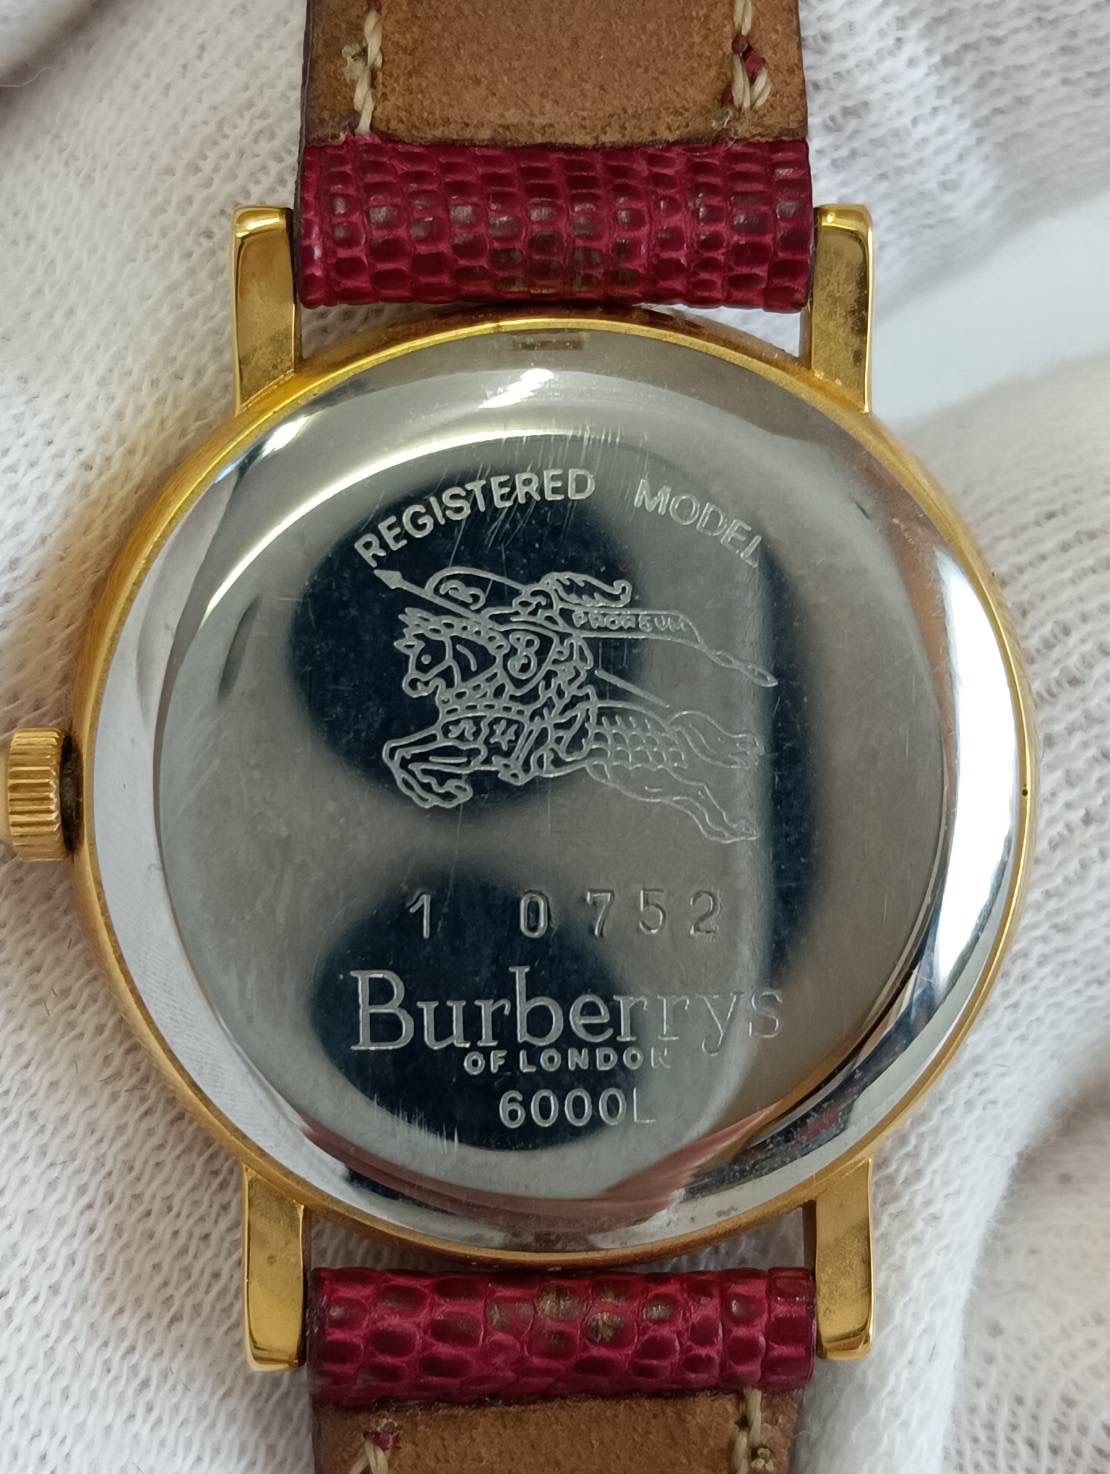 REGISTERED MODEL
PRORSUM
B
1 0752
Burberrys
OF LONDON
6000L